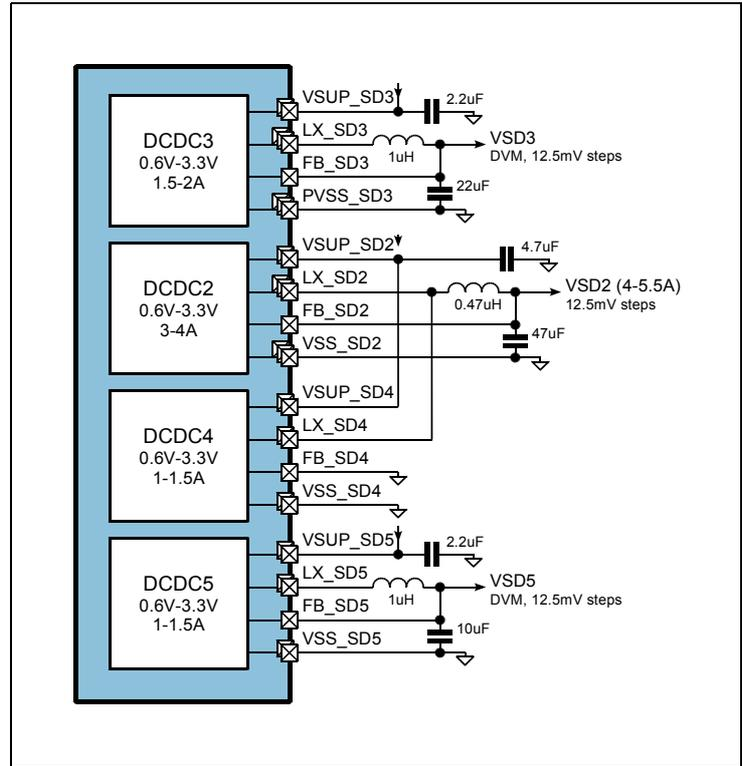 DCDC3
0.6V-3.3V
1.5-2A
VSUP_SD3
2.2uF
LX_SD3
1uH
VSD3
DVM, 12.5mV steps
FB_SD3
22uF
PVSS_SD3
DCDC2
0.6V-3.3V
3-4A
VSUP_SD2
4.7uF
LX_SD2
0.47uH
VSD2 (4-5.5A)
12.5mV steps
FB_SD2
47uF
VSS_SD2
DCDC4
0.6V-3.3V
1-1.5A
VSUP_SD4
LX_SD4
FB_SD4
VSS_SD4
DCDC5
0.6V-3.3V
1-1.5A
VSUP_SD5
2.2uF
LX_SD5
1uH
VSD5
DVM, 12.5mV steps
FB_SD5
10uF
VSS_SD5